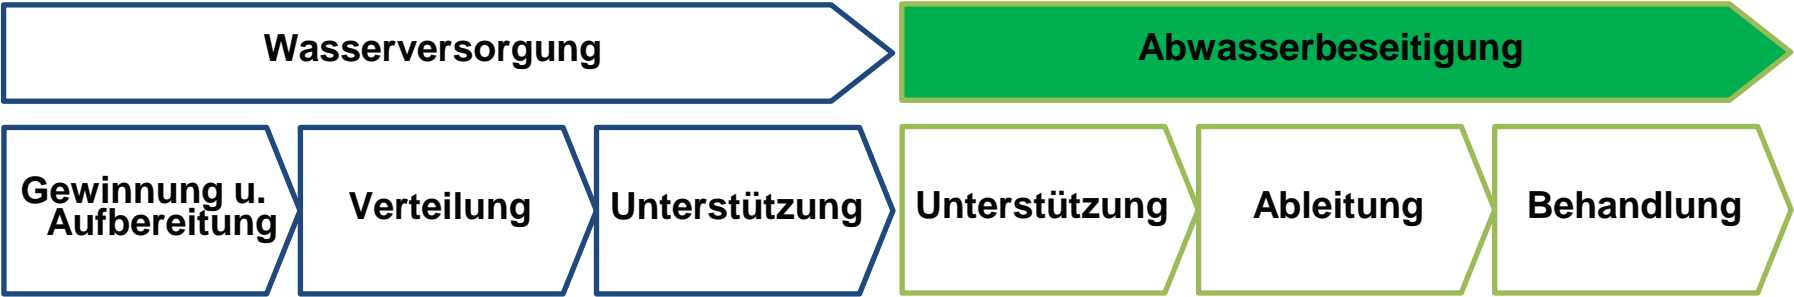 Wasserversorgung
Abwasserbeseitigung
Gewinnung u.
Aufbereitung
Verteilung
Unterstützung
Unterstützung
Ableitung
Behandlung